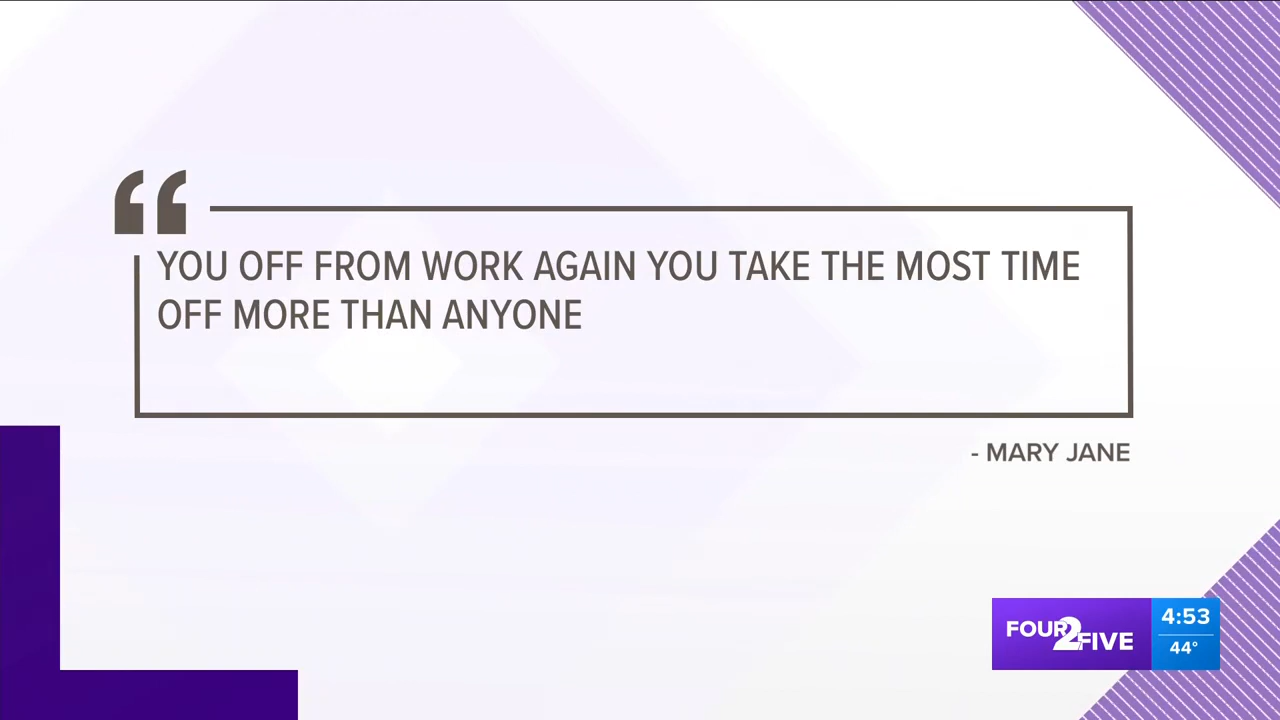 “
YOU OFF FROM WORK AGAIN YOU TAKE THE MOST TIME
OFF MORE THAN ANYONE
- MARY JANE
FOUR2FIVE
4:53
44°